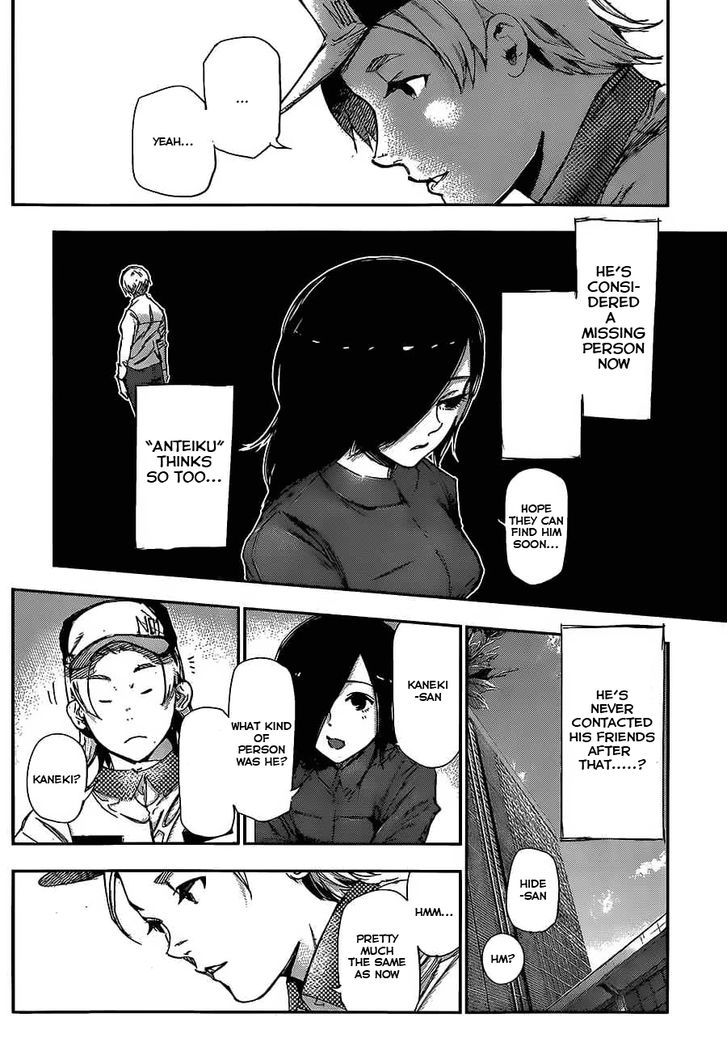 ...
YEAH...
HE'S
CONSI-
DERED
A
MISSING
PERSON
NOW
HOPE
THEY CAN
FIND HIM
SOON...
"ANTEIKU"
THINKS
SO TOO...
HE'S
NEVER
CONTACTED
HIS FRIENDS
AFTER
THAT.....?
HIDE
-SAN
HM?
KANEKI
-SAN
WHAT KIND
OF
PERSON
WAS HE?
KANEKI?
HMM...
PRETTY
MUCH
THE SAME
AS NOW